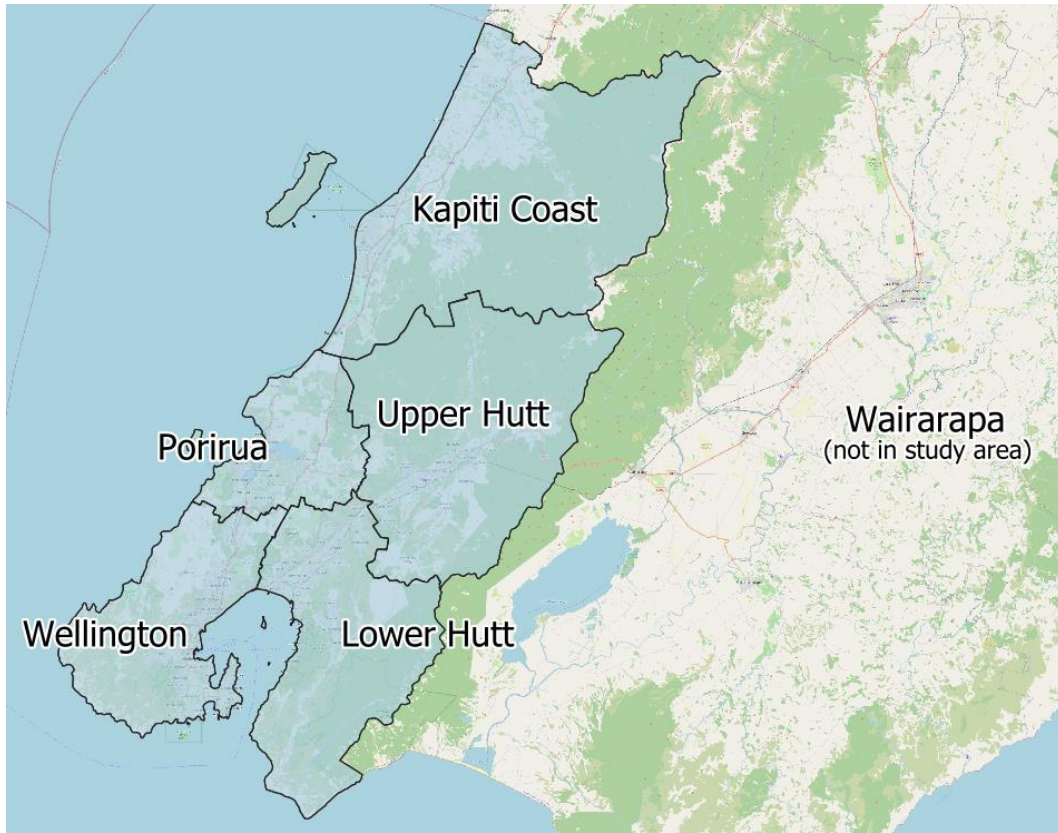 Kapiti Coast
Upper Hutt
Wairarapa
(not in study area)
Porirua
Wellington
Lower Hutt